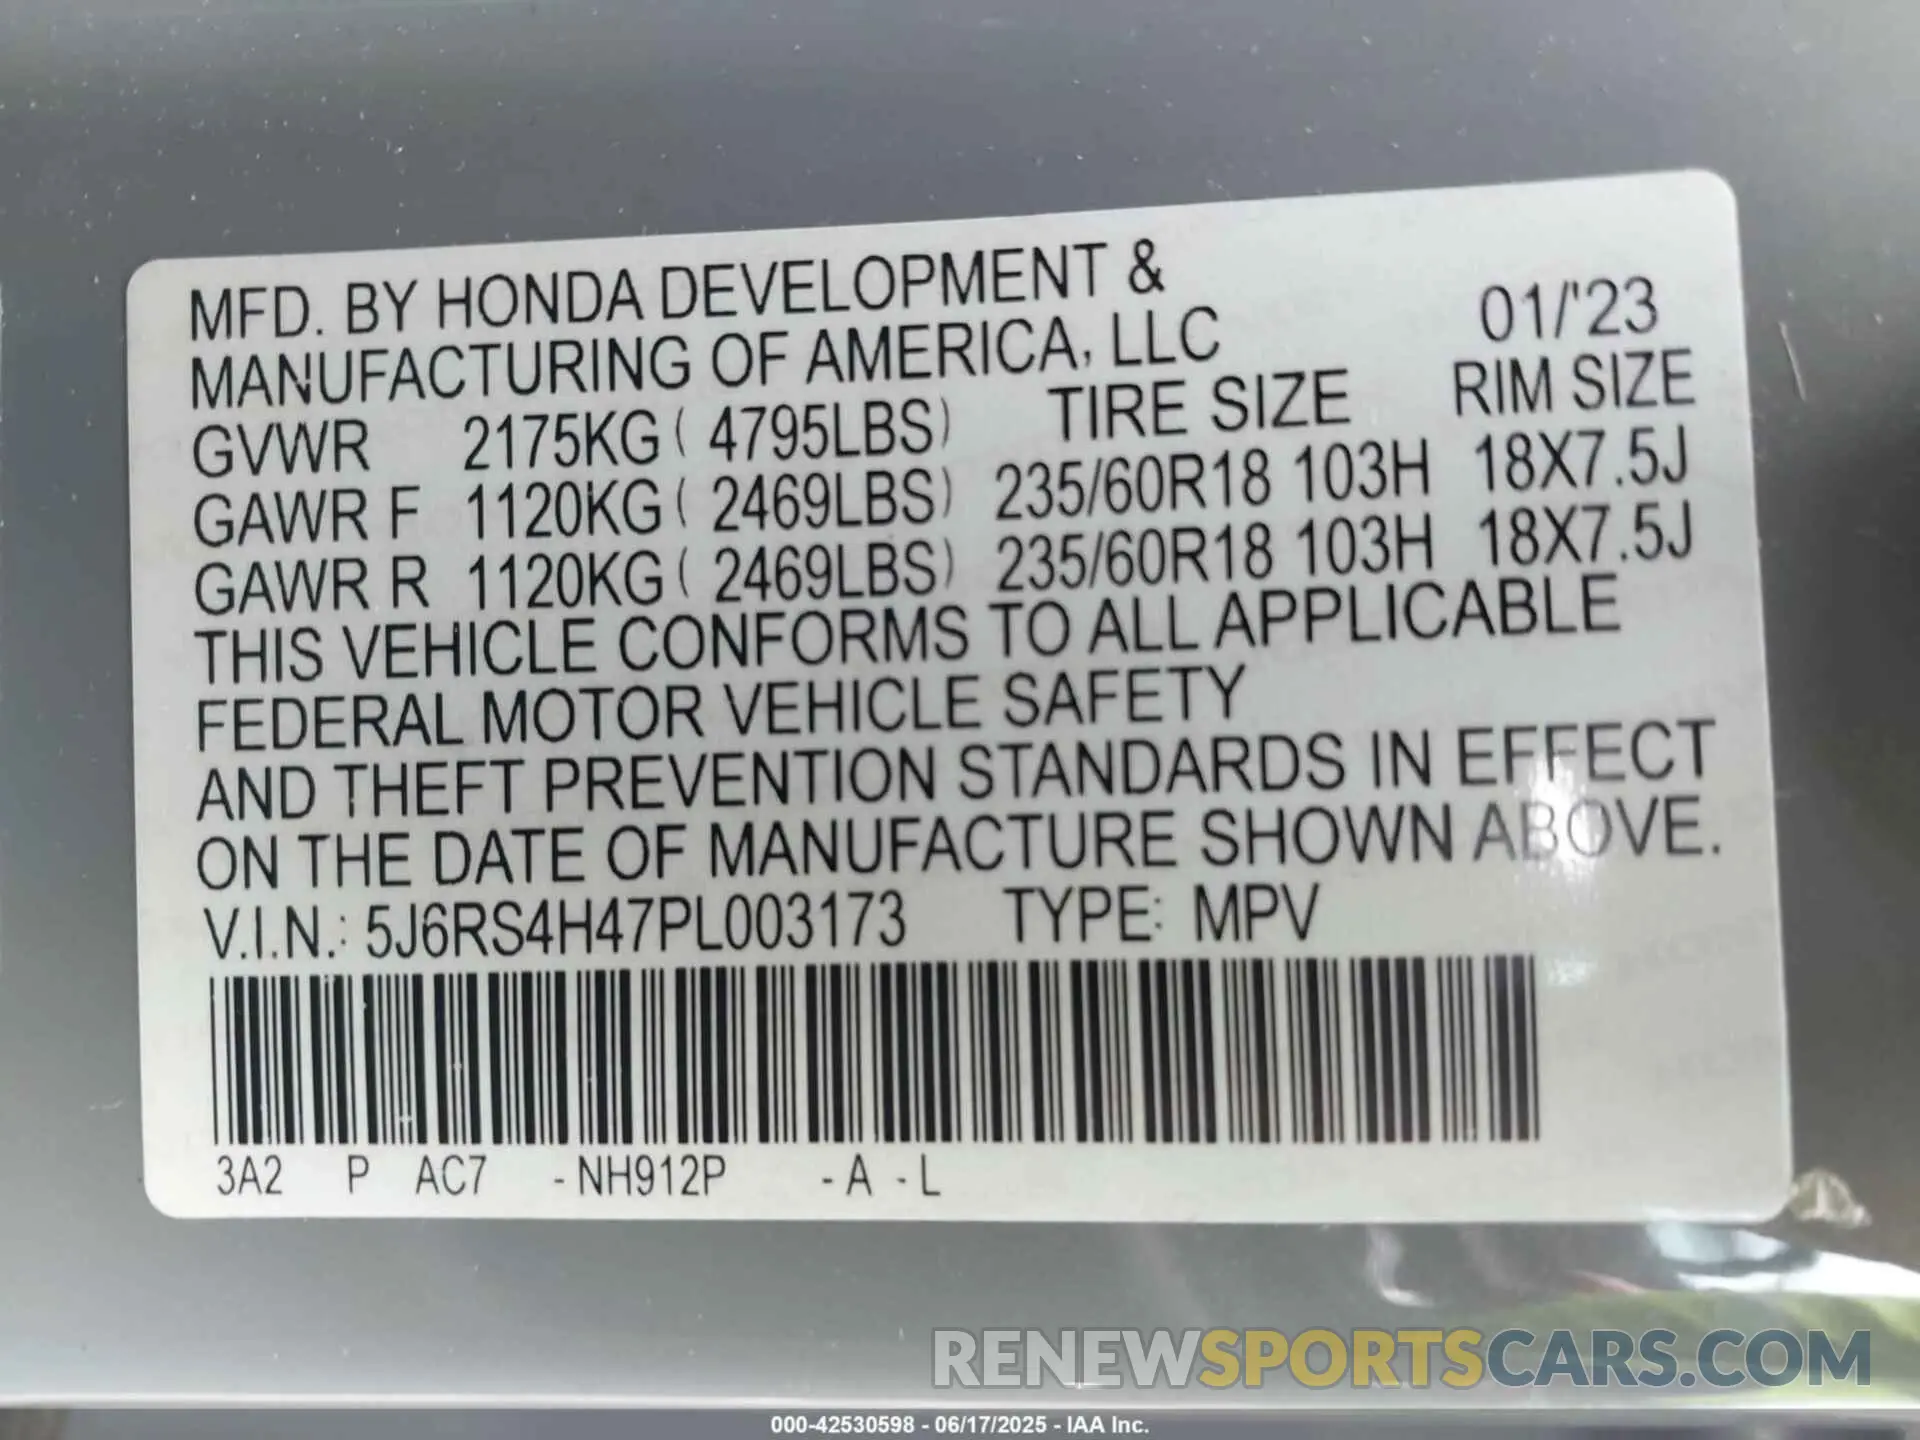 MFD. BY HONDA DEVELOPMENT &
MANUFACTURING OF AMERICA, LLC 01/'23
GVWR 2175KG ( 4795LBS) TIRE SIZE RIM SIZE
GAWR F 1120KG ( 2469LBS) 235/60R18 103H 18X7.5J
GAWR R 1120KG ( 2469LBS) 235/60R18 103H 18X7.5J
THIS VEHICLE CONFORMS TO ALL APPLICABLE
FEDERAL MOTOR VEHICLE SAFETY
AND THEFT PREVENTION STANDARDS IN EFFECT
ON THE DATE OF MANUFACTURE SHOWN ABOVE.
V.I.N.: 5J6RS4H47PL003173 TYPE: MPV
3A2 P AC7 -NH912P -A -L
RENEWSPORTSCARS.COM
000-42530598 - 06/17/2025 - IAA Inc.